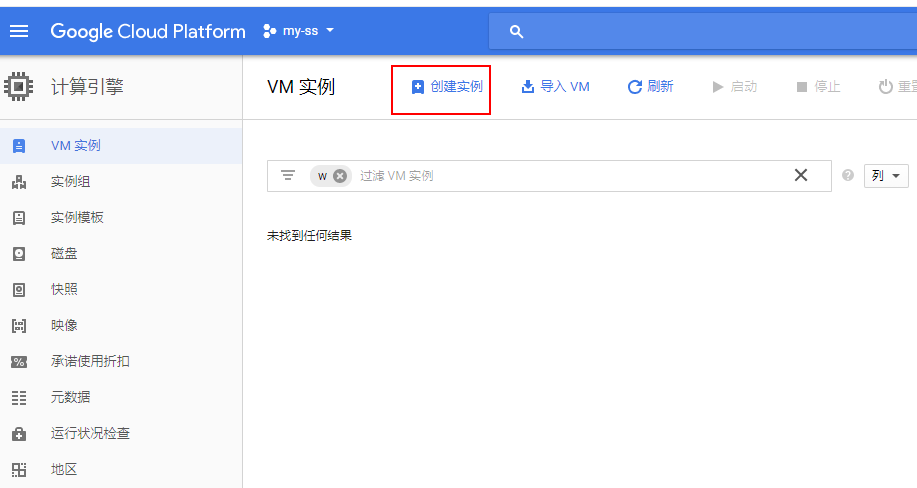 Google Cloud Platform my-ss
计算引擎
VM 实例 创建实例 导入 VM 刷新 启动 停止 重置
VM 实例
实例组
实例模板
磁盘
快照
映像
承诺使用折扣
元数据
运行状况检查
地区
w 过滤 VM 实例 列
未找到任何结果